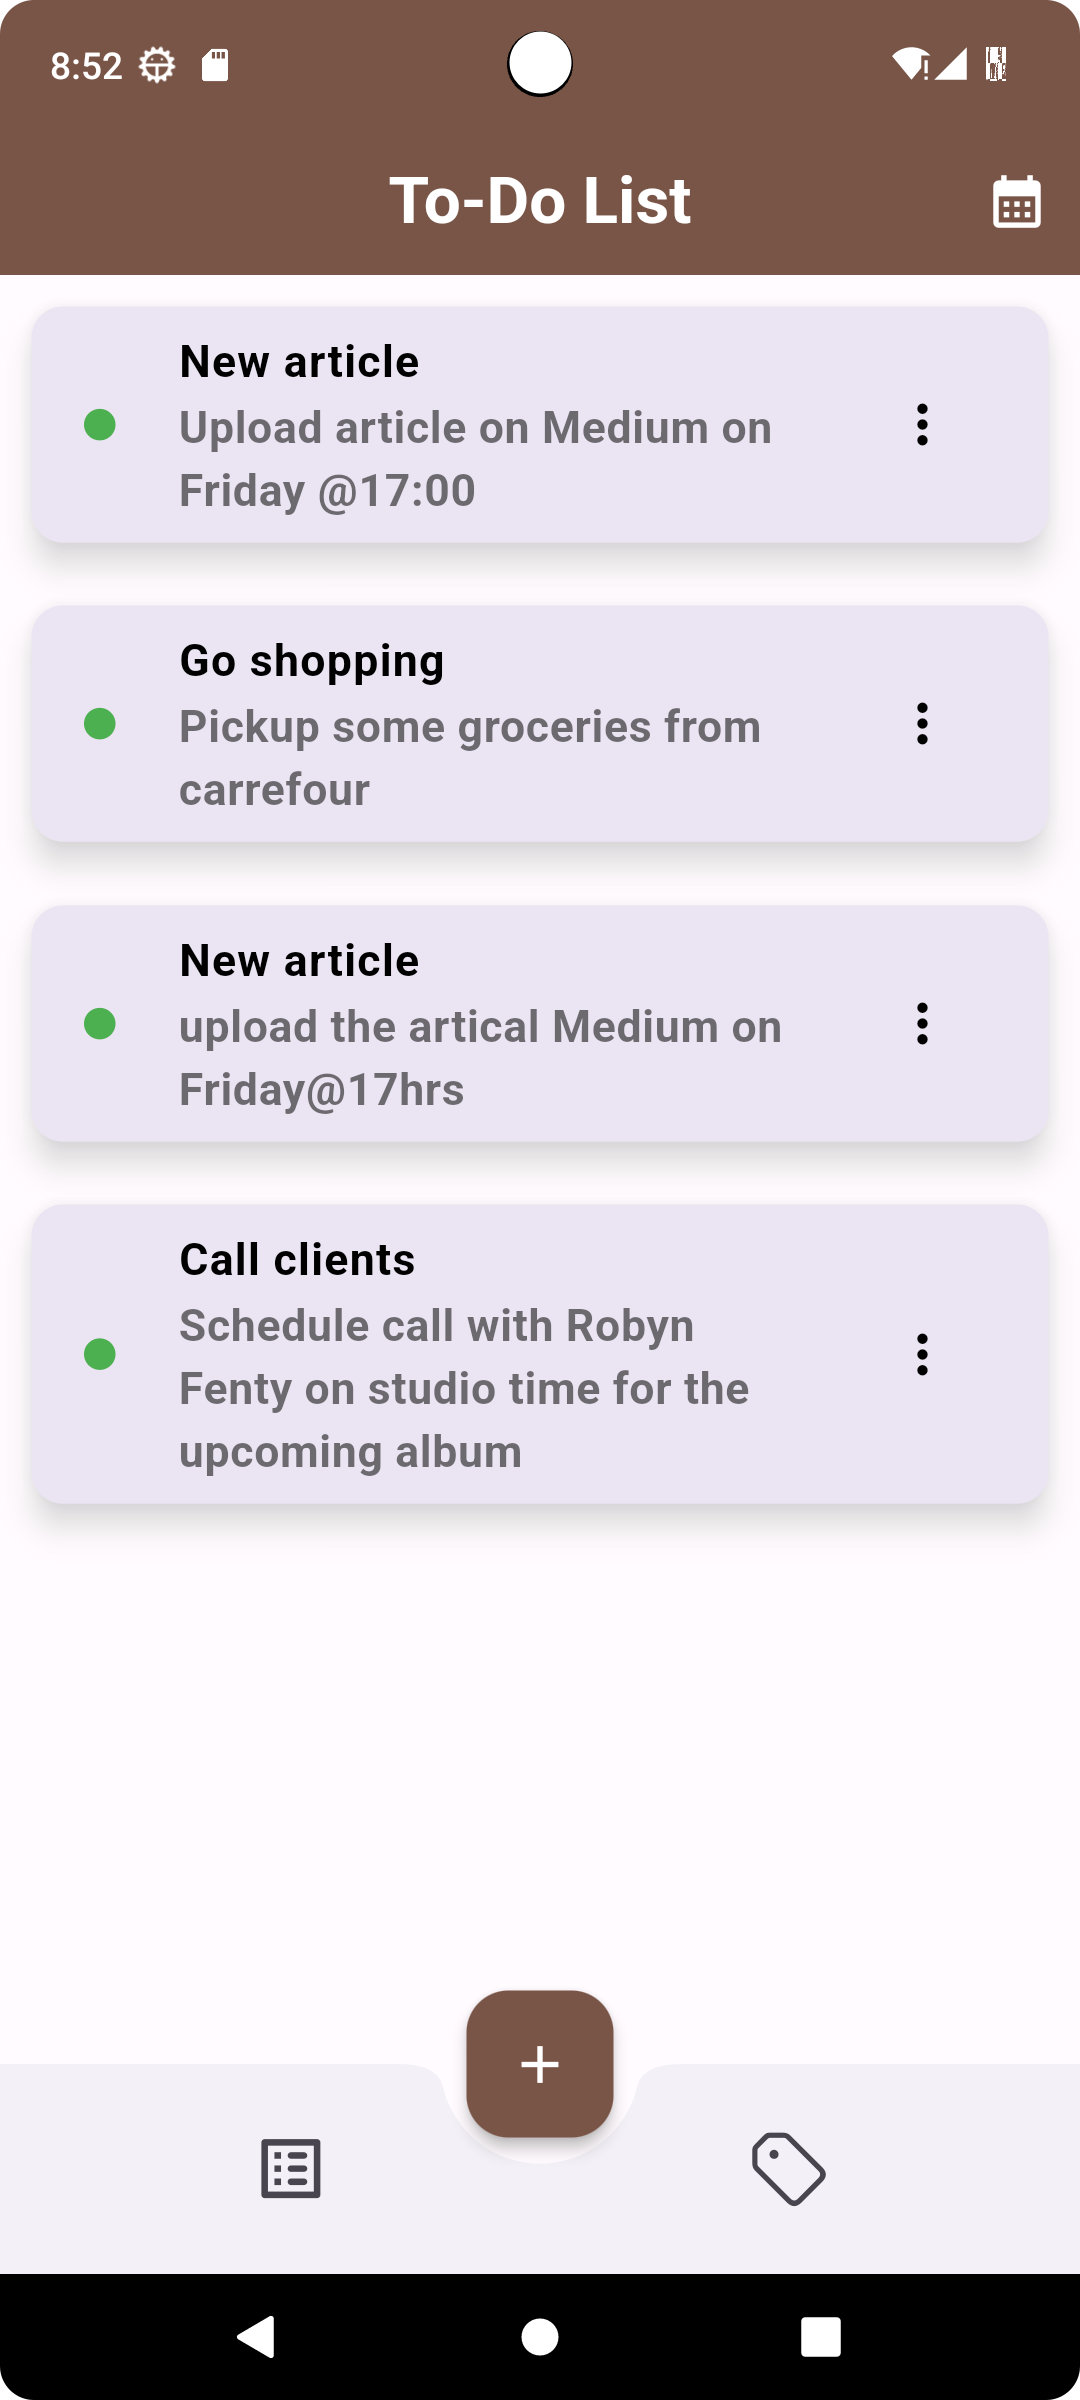 8:52
To-Do List
New article
Upload article on Medium on
Friday @17:00
Go shopping
Pickup some groceries from
carrefour
New article
upload the artical Medium on
Friday@17hrs
Call clients
Schedule call with Robyn
Fenty on studio time for the
upcoming album